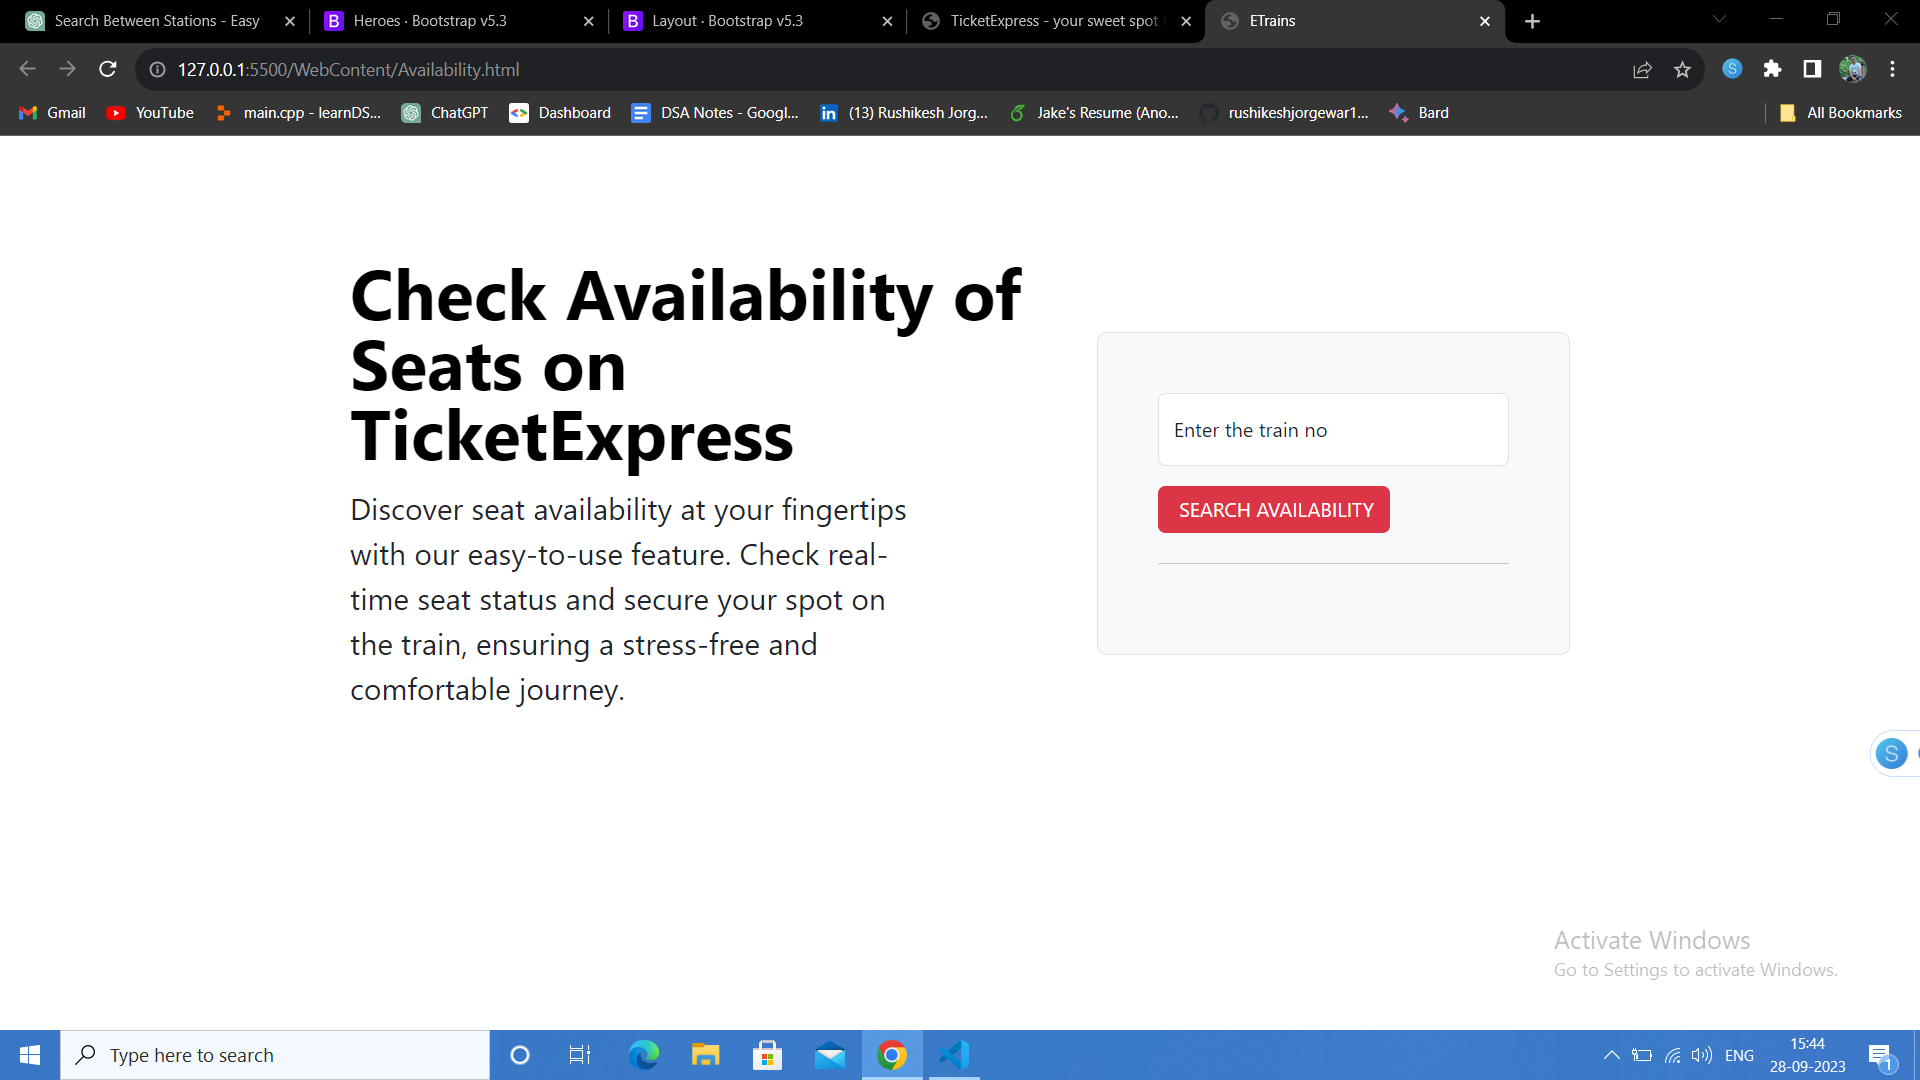 Search Between Stations - Easy
Heroes · Bootstrap v5.3
Layout · Bootstrap v5.3
TicketExpress - your sweet spot
ETrains
127.0.0.1:5500/WebContent/Availability.html
Gmail
YouTube
main.cpp - learnDS...
ChatGPT
Dashboard
DSA Notes - Googl...
(13) Rushikesh Jorg...
Jake's Resume (Ano...
rushikeshjorgewar1...
Bard
All Bookmarks
Check Availability of
Seats on
TicketExpress
Discover seat availability at your fingertips
with our easy-to-use feature. Check real-
time seat status and secure your spot on
the train, ensuring a stress-free and
comfortable journey.
Enter the train no
SEARCH AVAILABILITY
Activate Windows
Go to Settings to activate Windows.
Type here to search
ENG
15:44
28-09-2023
1